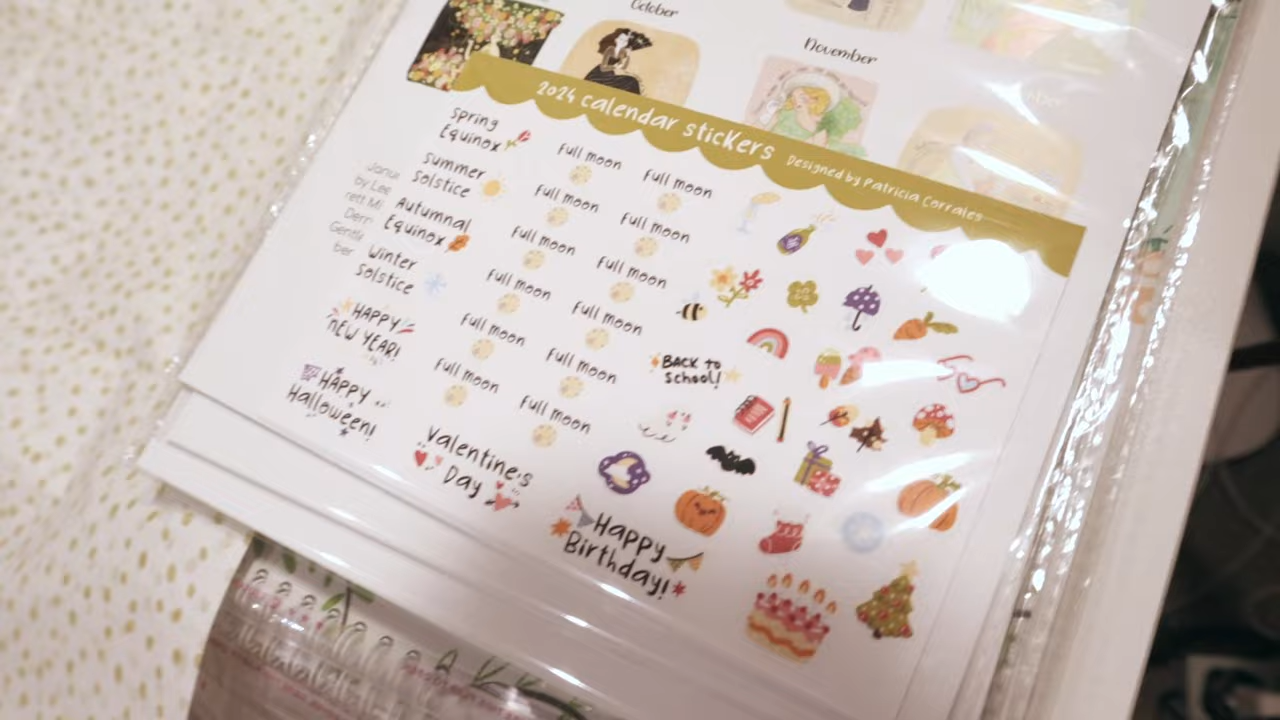 October
November
2024 calendar stickers
Designed by Patricia Corrales
Spring
Equinox
Summer
Solstice
Autumnal
Equinox
Winter
Solstice
HAPPY
NEW YEAR!
HAPPY
Halloween!
full moon
full moon
full moon
full moon
full moon
full moon
full moon
full moon
full moon
full moon
full moon
full moon
full moon
BACK TO
School!
Valentine's
Day
Happy
Birthday!
by Lee